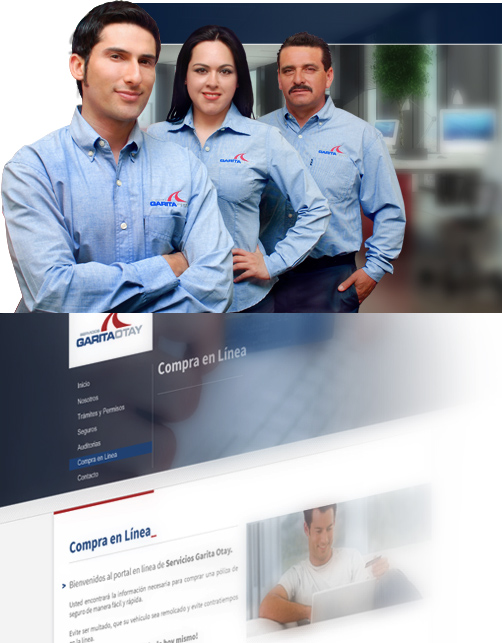 GARITA
GARITA
GARITA
SERVICIOS
GARITA OTAY
Inicio
Nosotros
Trámites y Permisos
Seguros
Auditorías
Compra en Línea
Contacto
Compra en Línea
Compra en Línea_
> Bienvenidos al portal en línea de Servicios Garita Otay.
Usted encontrará la información necesaria para comprar una póliza de
seguro de manera fácil y rápida.
Evite ser multado, que su vehículo sea remolcado y evite contratiempos
en la línea.
hoy mismo!